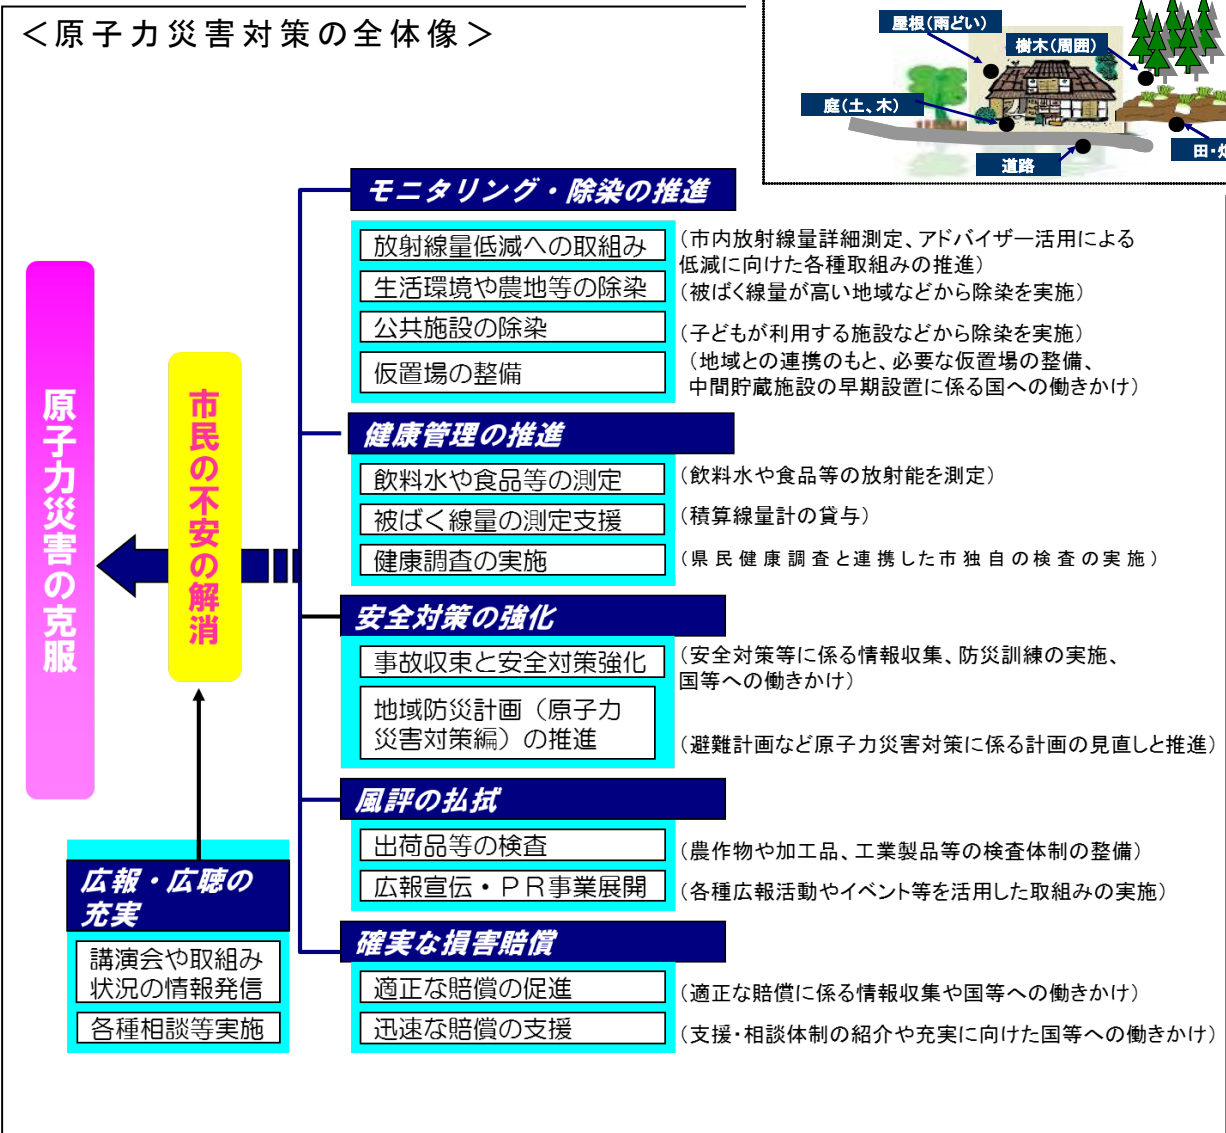 ＜原子力災害対策の全体像＞
屋根(雨どい)
樹木(周囲)
庭(土、木)
道路
田・
モニタリング・除染の推進
放射線量低減への取組み
(市内放射線量詳細測定、アドバイザー活用による
低減に向けた各種取組みの推進)
生活環境や農地等の除染
(被ばく線量が高い地域などから除染を実施)
公共施設の除染
(子どもが利用する施設などから除染を実施)
仮置場の整備
(地域との連携のもと、必要な仮置場の整備、
中間貯蔵施設の早期設置に係る国への働きかけ)
健康管理の推進
飲料水や食品等の測定
(飲料水や食品等の放射能を測定)
被ばく線量の測定支援
(積算線量計の貸与)
健康調査の実施
(県民健康調査と連携した市独自の検査の実施)
安全対策の強化
事故収束と安全対策強化
(安全対策等に係る情報収集、防災訓練の実施、
国等への働きかけ)
地域防災計画（原子力
災害対策編）の推進
(避難計画など原子力災害対策に係る計画の見直しと推進)
風評の払拭
出荷品等の検査
(農作物や加工品、工業製品等の検査体制の整備)
広報宣伝・ＰＲ事業展開
(各種広報活動やイベント等を活用した取組みの実施)
確実な損害賠償
適正な賠償の促進
(適正な賠償に係る情報収集や国等への働きかけ)
迅速な賠償の支援
(支援・相談体制の紹介や充実に向けた国等への働きかけ)
市民の不安の解消
原子力災害の克服
広報・広聴の
充実
講演会や取組み
状況の情報発信
各種相談等実施